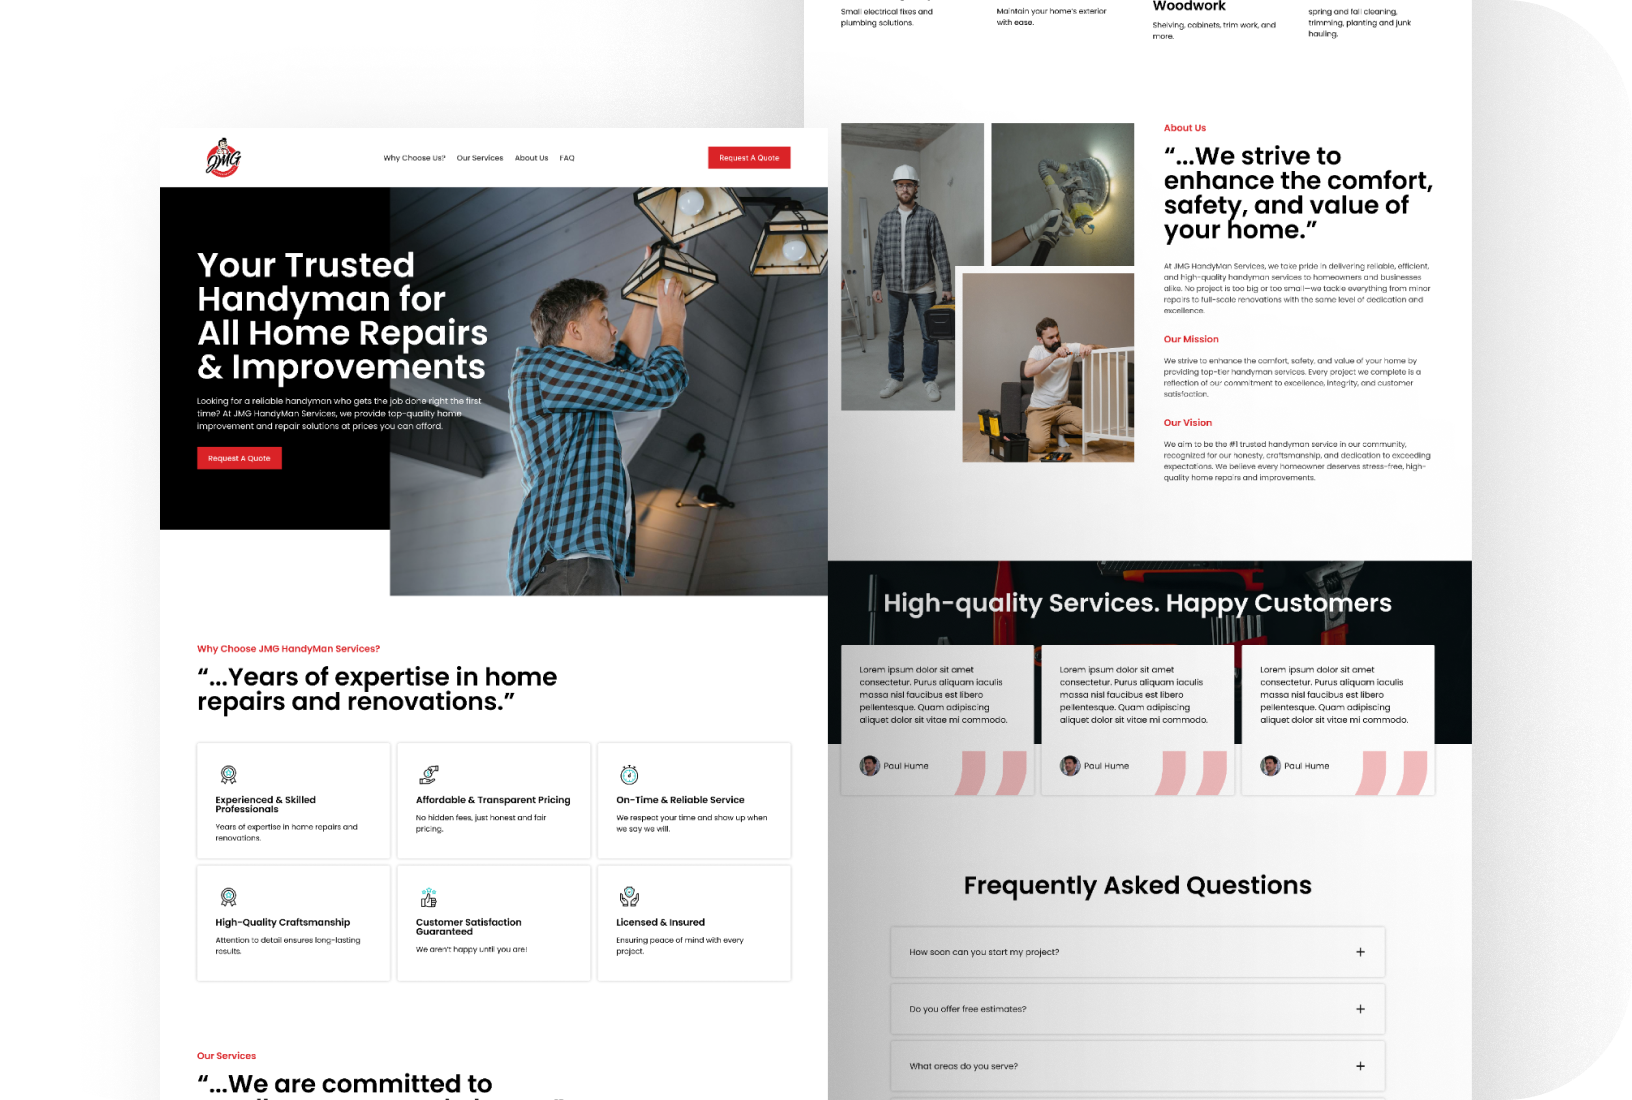 JMG
Why Choose Us?
Our Services
About Us
FAQ
Request A Quote
Your Trusted
Handyman for
All Home Repairs
& Improvements
Looking for a reliable handyman who gets the job done right the first
time? At JMG HandyMan Services, we provide top-quality home
improvement and repair solutions at prices you can afford.
Request A Quote
Why Choose JMG HandyMan Services?
“...Years of expertise in home
repairs and renovations.”
Experienced & Skilled
Professionals
Years of expertise in home repairs and
renovations.
Affordable & Transparent Pricing
No hidden fees, just honest and fair
pricing.
On-Time & Reliable Service
We respect your time and show up when
we say we will.
High-Quality Craftsmanship
Attention to detail ensures long-lasting
results.
Customer Satisfaction
Guaranteed
We aren't happy until you are!
Licensed & Insured
Ensuring peace of mind with every
project.
Our Services
“...We are committed to
Small electrical fixes and
plumbing solutions.
Maintain your home's exterior
with ease.
Woodwork
Shelving, cabinets, trim work, and
more.
spring and fall cleaning,
trimming, planting and junk
hauling.
About Us
“...We strive to
enhance the comfort,
safety, and value of
your home.”
At JMG HandyMan Services, we take pride in delivering reliable, efficient,
and high-quality handyman services to homeowners and businesses
alike. No project is too big or too small—we tackle everything from minor
repairs to full-scale renovations with the same level of dedication and
excellence.
Our Mission
We strive to enhance the comfort, safety, and value of your home by
providing top-tier handyman services. Every project we complete is a
reflection of our commitment to excellence, integrity, and customer
satisfaction.
Our Vision
We aim to be the #1 trusted handyman service in our community,
recognized for our honesty, craftsmanship, and dedication to exceeding
expectations. We believe every homeowner deserves stress-free, high-
quality home repairs and improvements.
High-quality Services. Happy Customers
Lorem ipsum dolor sit amet
consectetur. Purus aliquam iaculis
massa nisl faucibus est libero
pellentesque. Quam adipiscing
aliquet dolor sit vitae mi commodo.
Paul Hume
Lorem ipsum dolor sit amet
consectetur. Purus aliquam iaculis
massa nisl faucibus est libero
pellentesque. Quam adipiscing
aliquet dolor sit vitae mi commodo.
Paul Hume
Lorem ipsum dolor sit amet
consectetur. Purus aliquam iaculis
massa nisl faucibus est libero
pellentesque. Quam adipiscing
aliquet dolor sit vitae mi commodo.
Paul Hume
Frequently Asked Questions
How soon can you start my project?
Do you offer free estimates?
What areas do you serve?